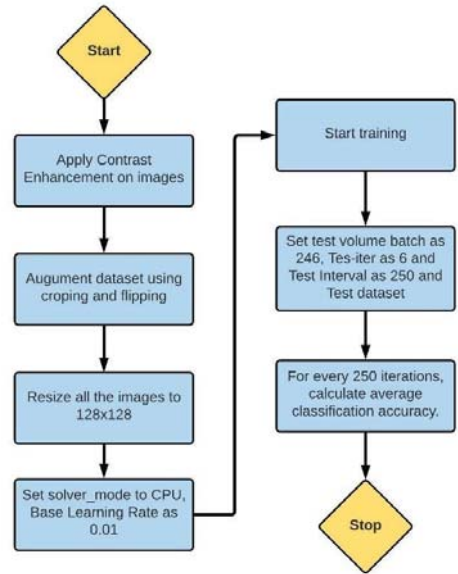 Start
Apply Contrast
Enhancement on images
Augument dataset using
croping and flipping
Resize all the images to
128x128
Set solver_mode to CPU,
Base Learning Rate as
0.01
Start training
Set test volume batch as
246, Tes-iter as 6 and
Test Interval as 250 and
Test dataset
For every 250 iterations,
calculate average
classification accuracy.
Stop